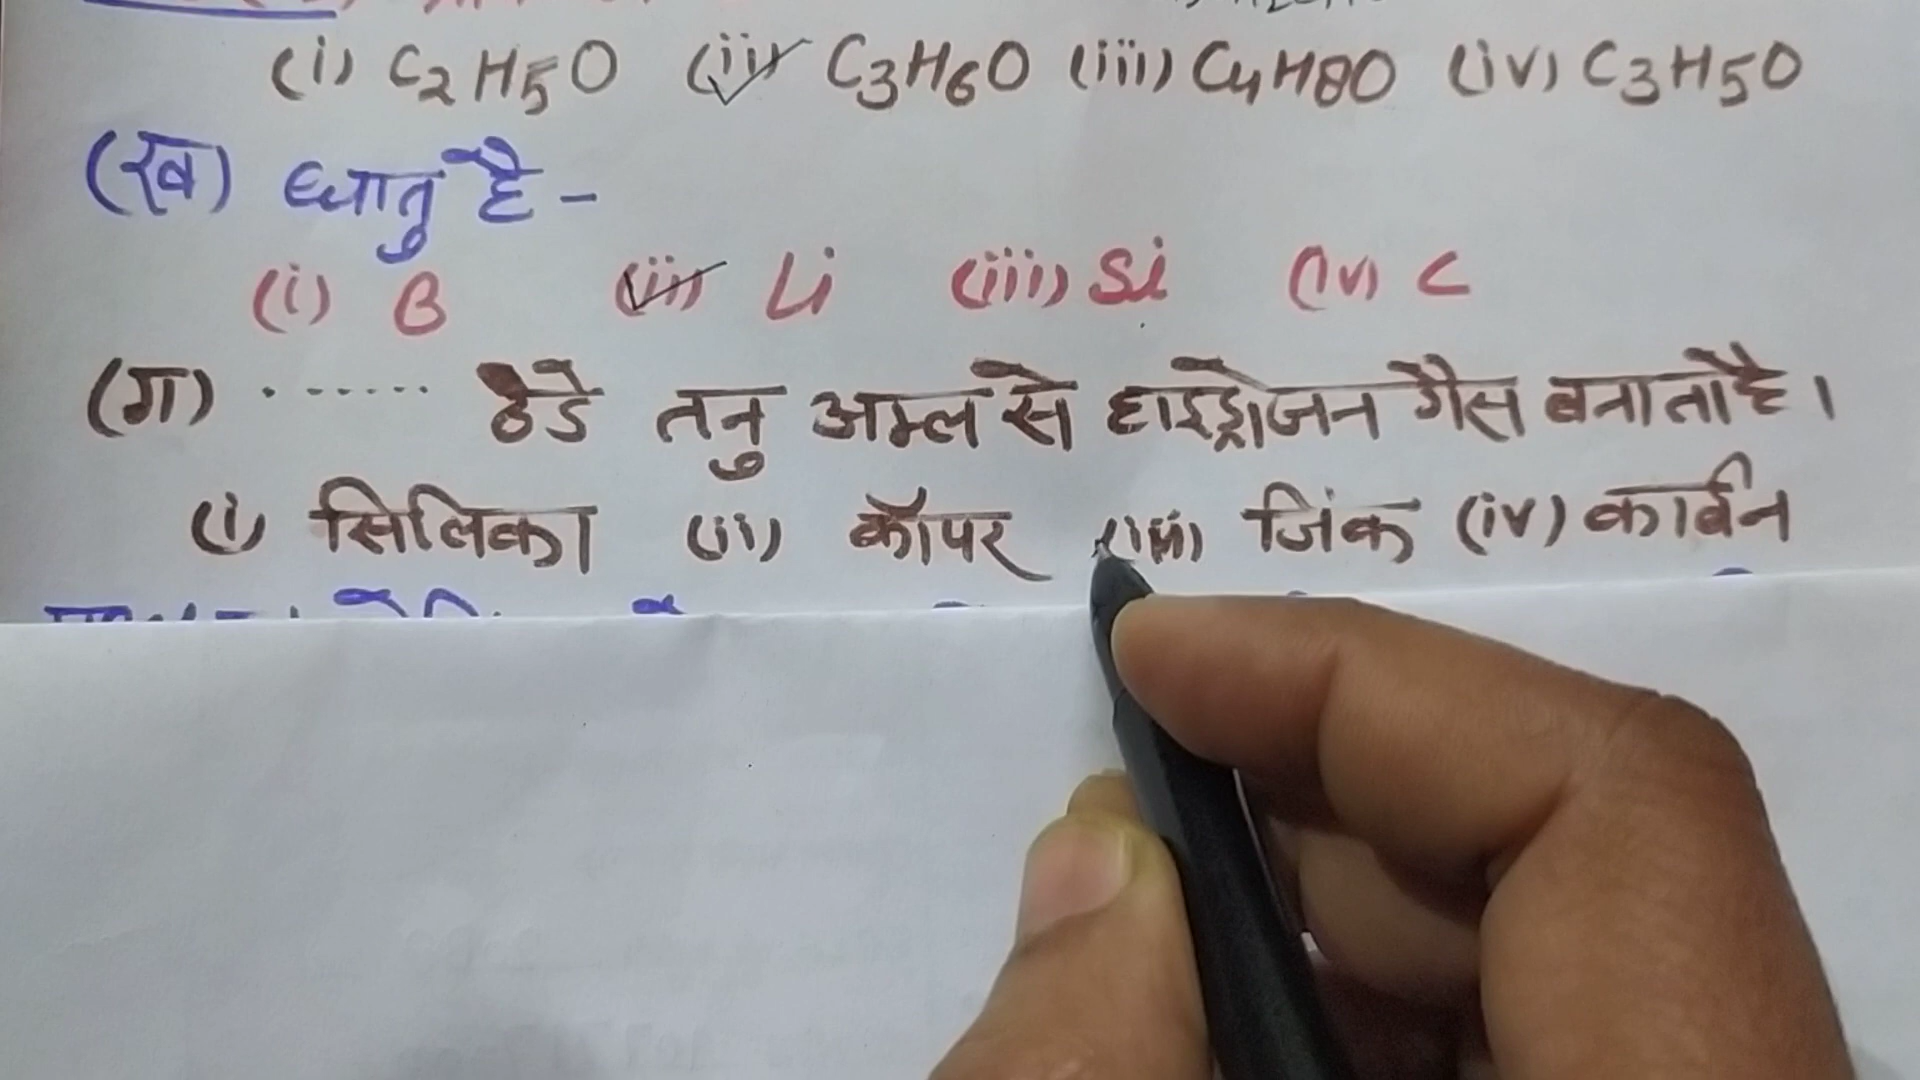 (i) C2H5O (ii) C3H6O (iii) C4H8O (iv) C3H5O
(ख) धातु है -
(i) B (ii) Li (iii) Si (iv) C
(ग) ....... ठंडे तनु अम्ल से हाइड्रोजन गैस बनाता है।
(i) सिलिका (ii) कॉपर (iii) जिंक (iv) कार्बन